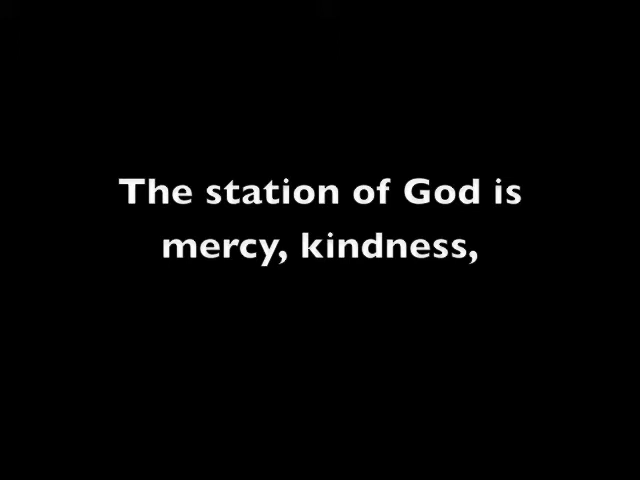 The station of God is
mercy, kindness,